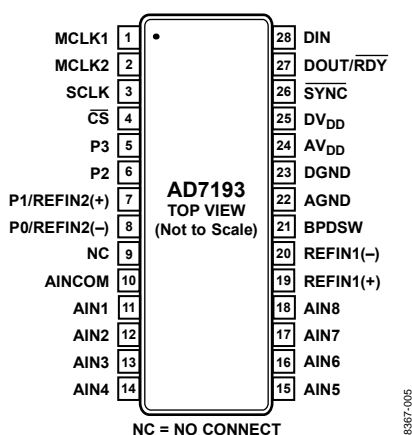 MCLK1 1
MCLK2 2
SCLK 3
CS 4
P3 5
P2 6
P1/REFIN2(+) 7
P0/REFIN2(–) 8
NC 9
AINCOM 10
AIN1 11
AIN2 12
AIN3 13
AIN4 14
AD7193
TOP VIEW
(Not to Scale)
28 DIN
27 DOUT/RDY
26 SYNC
25 DVDD
24 AVDD
23 DGND
22 AGND
21 BPDSW
20 REFIN1(–)
19 REFIN1(+)
18 AIN8
17 AIN7
16 AIN6
15 AIN5
NC = NO CONNECT
8367-005